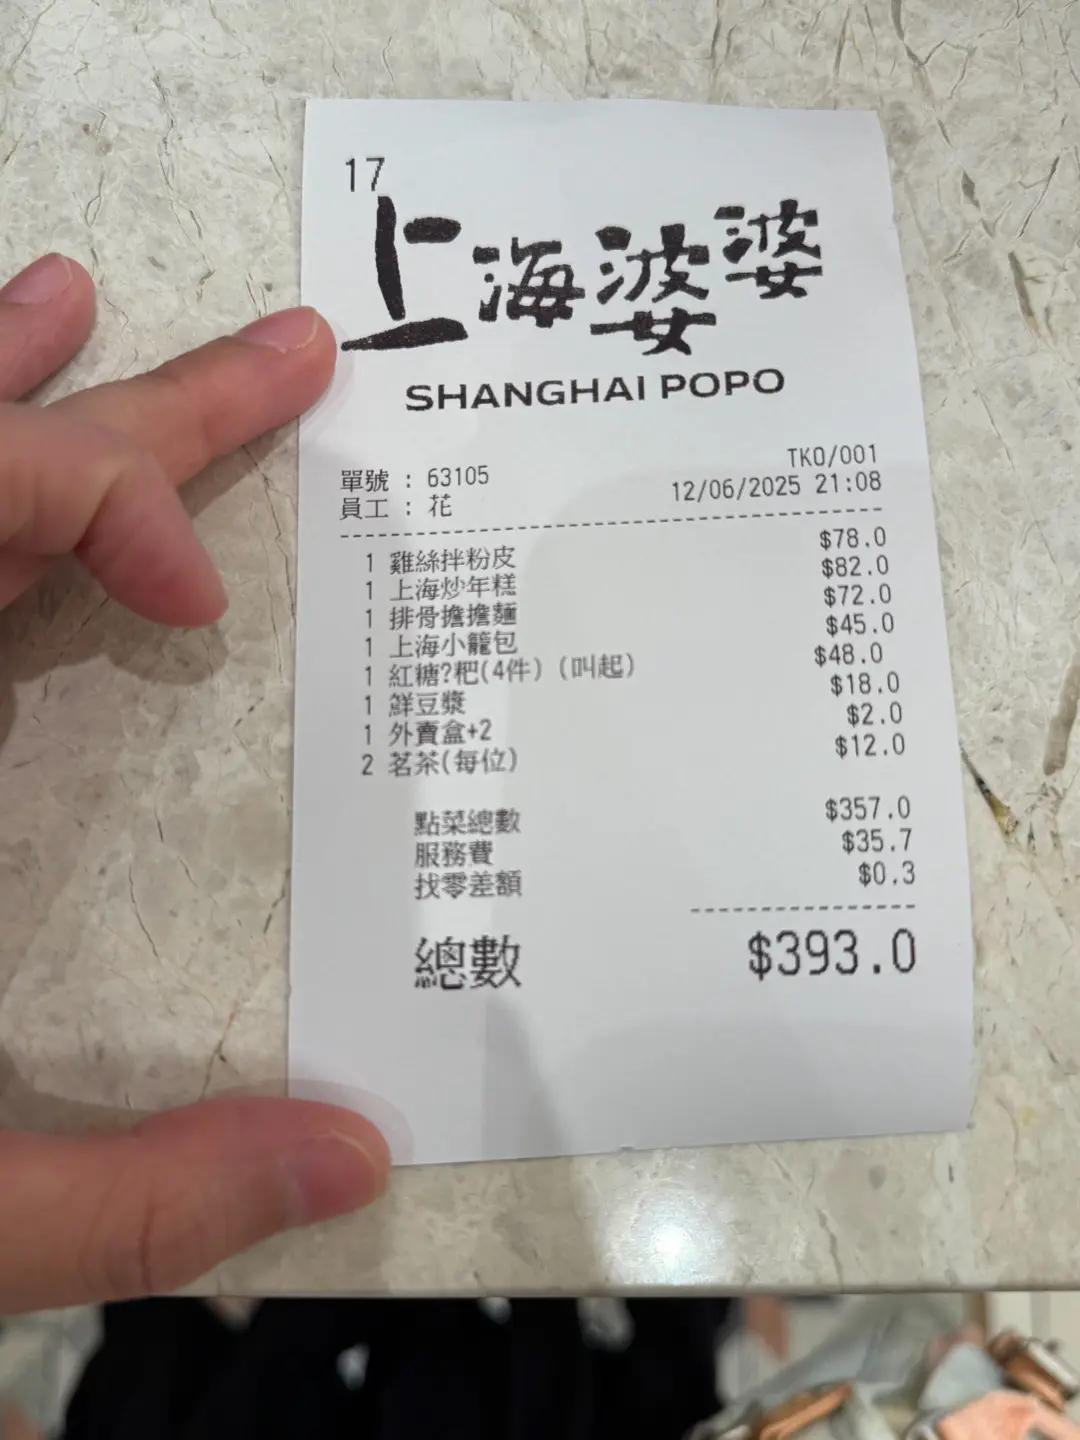 17
上海婆婆
SHANGHAI POPO
TKO/001
單號 : 63105
12/06/2025 21:08
員工 : 花
1 雞絲拌粉皮 $78.0
1 上海炒年糕 $82.0
1 排骨擔擔麵 $72.0
1 上海小籠包 $45.0
1 紅糖?粑(4件) (叫起) $48.0
1 鮮豆漿 $18.0
1 外賣盒+2 $2.0
2 茗茶(每位) $12.0
點菜總數 $357.0
服務費 $35.7
找零差額 $0.3
總數 $393.0